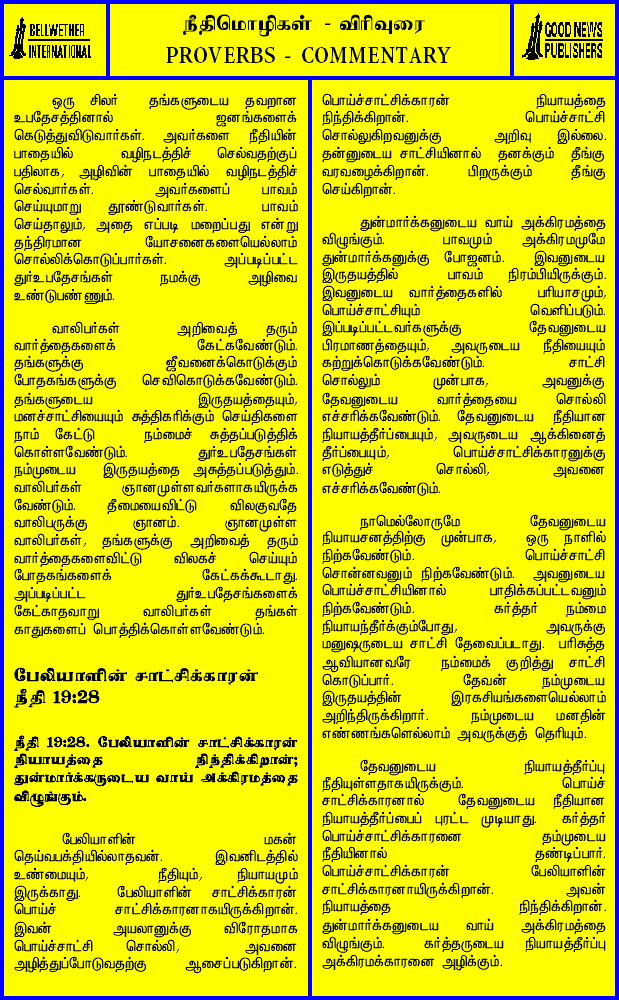 BELLWETHER
INTERNATIONAL
நீதிமொழிகள் - விரிவுரை
PROVERBS - COMMENTARY
GOOD NEWS
PUBLISHERS
ஒரு சிலர் தங்களுடைய தவறான
உபதேசத்தினால் ஜனங்களைக்
கெடுத்துவிடுவார்கள். அவர்களை நீதியின்
பாதையில் வழிநடத்திச் செல்வதற்குப்
பதிலாக, அழிவின் பாதையில் வழிநடத்திச்
செல்வார்கள். அவர்களைப் பாவம்
செய்யுமாறு தூண்டுவார்கள். பாவம்
செய்தாலும், அதை எப்படி மறைப்பது என்று
தந்திரமான யோசனைகளையெல்லாம்
சொல்லிக்கொடுப்பார்கள். அப்படிப்பட்ட
துர்உபதேசங்கள் நமக்கு அழிவை
உண்டுபண்ணும்.
வாலிபர்கள் அறிவைத் தரும்
வார்த்தைகளைக் கேட்கவேண்டும்.
தங்களுக்கு ஜீவனைக்கொடுக்கும்
போதகங்களுக்கு செவிகொடுக்கவேண்டும்.
தங்களுடைய இருதயத்தையும்,
மனச்சாட்சியையும் சுத்திகரிக்கும் செய்திகளை
நாம் கேட்டு நம்மைச் சுத்தப்படுத்திக்
கொள்ளவேண்டும். துர்உபதேசங்கள்
நம்முடைய இருதயத்தை அசுத்தப்படுத்தும்.
வாலிபர்கள் ஞானமுள்ளவர்களாகயிருக்க
வேண்டும். தீமையைவிட்டு விலகுவதே
வாலிபருக்கு ஞானம். ஞானமுள்ள
வாலிபர்கள், தங்களுக்கு அறிவைத் தரும்
வார்த்தைகளைவிட்டு விலகச் செய்யும்
போதகங்களைக் கேட்கக்கூடாது.
அப்படிப்பட்ட துர்உபதேசங்களைக்
கேட்காதவாறு வாலிபர்கள் தங்கள்
காதுகளைப் பொத்திக்கொள்ளவேண்டும்.
பேலியாளின் சாட்சிக்காரன்
நீதி 19:28
நீதி 19:28. பேலியாளின் சாட்சிக்காரன்
நியாயத்தை நிந்திக்கிறான்;
துன்மார்க்கருடைய வாய் அக்கிரமத்தை
விழுங்கும்.
பேலியாளின் மகன்
தெய்வபக்தியில்லாதவன். இவனிடத்தில்
உண்மையும், நீதியும், நியாயமும்
இருக்காது. பேலியாளின் சாட்சிக்காரன்
பொய்ச் சாட்சிக்காரனாகயிருக்கிறான்.
இவன் அயலானுக்கு விரோதமாக
பொய்ச்சாட்சி சொல்லி, அவனை
அழித்துப்போடுவதற்கு ஆசைப்படுகிறான்.
பொய்ச்சாட்சிக்காரன் நியாயத்தை
நிந்திக்கிறான். பொய்ச்சாட்சி
சொல்லுகிறவனுக்கு அறிவு இல்லை.
தன்னுடைய சாட்சியினால் தனக்கும் தீங்கு
வரவழைக்கிறான். பிறருக்கும் தீங்கு
செய்கிறான்.
துன்மார்க்கனுடைய வாய் அக்கிரமத்தை
விழுங்கும். பாவமும் அக்கிரமமுமே
துன்மார்க்கனுக்கு போஜனம். இவனுடைய
இருதயத்தில் பாவம் நிரம்பியிருக்கும்.
இவனுடைய வார்த்தைகளில் பரியாசமும்,
பொய்ச்சாட்சியும் வெளிப்படும்.
இப்படிப்பட்டவர்களுக்கு தேவனுடைய
பிரமாணத்தையும், அவருடைய நீதியையும்
கற்றுக்கொடுக்கவேண்டும். சாட்சி
சொல்லும் முன்பாக, அவனுக்கு
தேவனுடைய வார்த்தையை சொல்லி
எச்சரிக்கவேண்டும். தேவனுடைய நீதியான
நியாயத்தீர்ப்பையும், அவருடைய ஆக்கினைத்
தீர்ப்பையும், பொய்ச்சாட்சிக்காரனுக்கு
எடுத்துச் சொல்லி, அவனை
எச்சரிக்கவேண்டும்.
நாமெல்லோருமே தேவனுடைய
நியாயசனத்திற்கு முன்பாக, ஒரு நாளில்
நிற்கவேண்டும். பொய்ச்சாட்சி
சொன்னவனும் நிற்கவேண்டும். அவனுடைய
பொய்ச்சாட்சியினால் பாதிக்கப்பட்டவனும்
நிற்கவேண்டும். கர்த்தர் நம்மை
நியாயந்தீர்க்கும்போது, அவருக்கு
மனுஷருடைய சாட்சி தேவைப்படாது. பரிசுத்த
ஆவியானவரே நம்மைக் குறித்து சாட்சி
கொடுப்பார். தேவன் நம்முடைய
இருதயத்தின் இரகசியங்களையெல்லாம்
அறிந்திருக்கிறார். நம்முடைய மனதின்
எண்ணங்களெல்லாம் அவருக்குத் தெரியும்.
தேவனுடைய நியாயத்தீர்ப்பு
நீதியுள்ளதாகயிருக்கும். பொய்ச்
சாட்சிக்காரனால் தேவனுடைய நீதியான
நியாயத்தீர்ப்பைப் புரட்ட முடியாது. கர்த்தர்
பொய்ச்சாட்சிக்காரனை தம்முடைய
நீதியினால் தண்டிப்பார்.
பொய்ச்சாட்சிக்காரன் பேலியாளின்
சாட்சிக்காரனாயிருக்கிறான். அவன்
நியாயத்தை நிந்திக்கிறான்.
துன்மார்க்கனுடைய வாய் அக்கிரமத்தை
விழுங்கும். கர்த்தருடைய நியாயத்தீர்ப்பு
அக்கிரமக்காரனை அழிக்கும்.